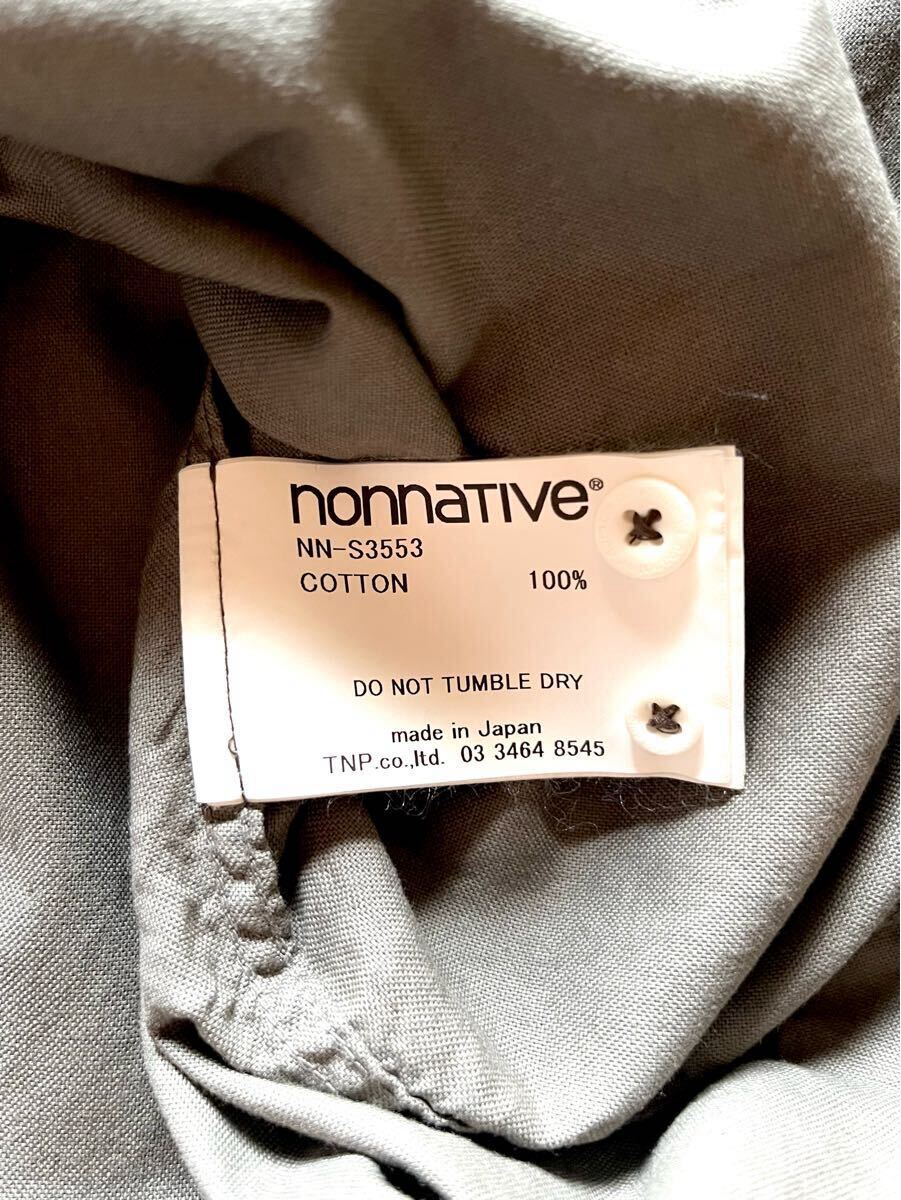 nonnative®
NN-S3553
COTTON 100%
DO NOT TUMBLE DRY
made in Japan
TNP.co.,ltd. 03 3464 8545